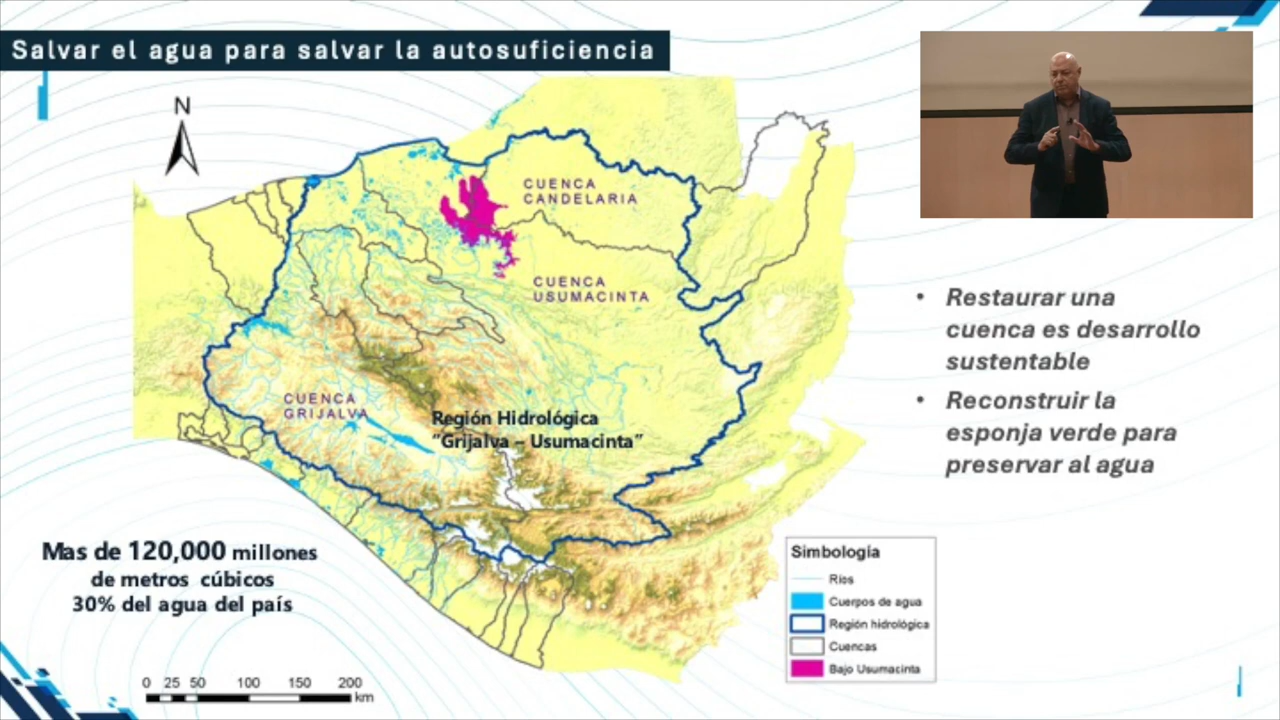 Salvar el agua para salvar la autosuficiencia
N
CUENCA
CANDELARIA
CUENCA
USUMACINTA
CUENCA
GRIJALVA
Región Hidrológica
“Grijalva – Usumacinta”
• Restaurar una
cuenca es desarrollo
sustentable
• Reconstruir la
esponja verde para
preservar al agua
Mas de 120,000 millones
de metros cúbicos
30% del agua del país
Simbología
Ríos
Cuerpos de agua
Región hidrológica
Cuencas
Bajo Usumacinta
0 25 50 100 150 200
km